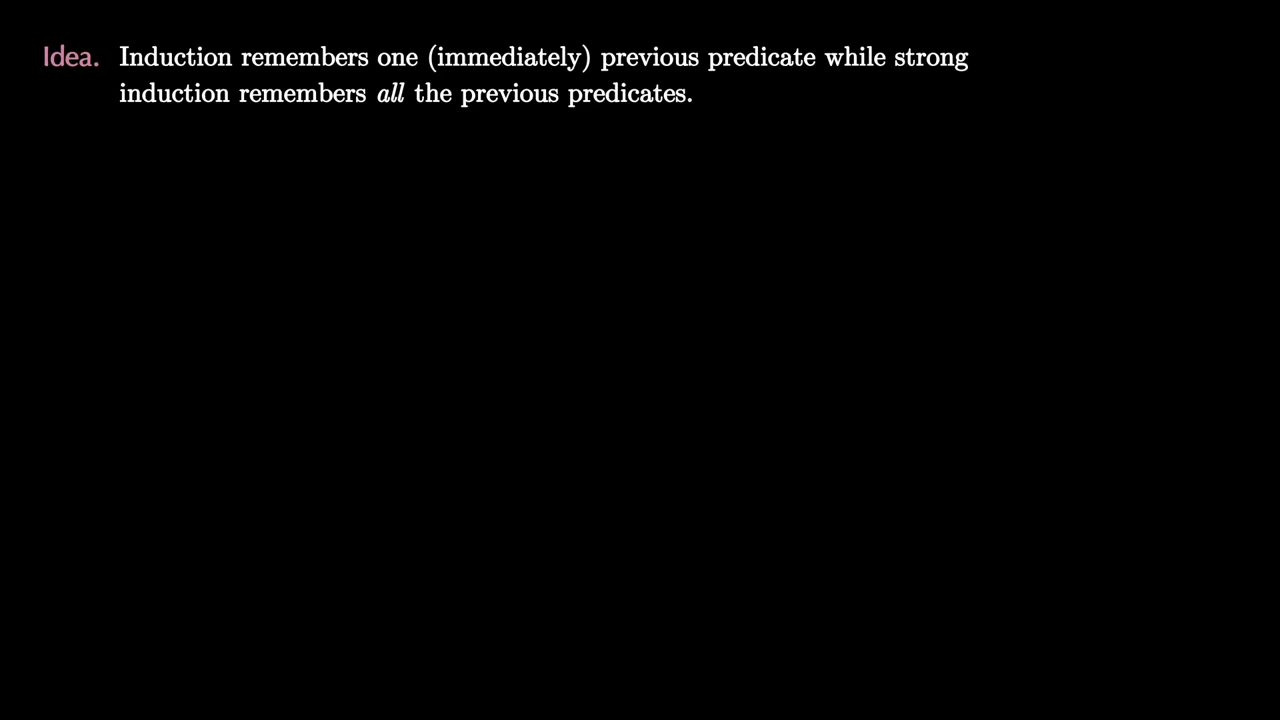 Idea. Induction remembers one (immediately) previous predicate while strong
induction remembers all the previous predicates.